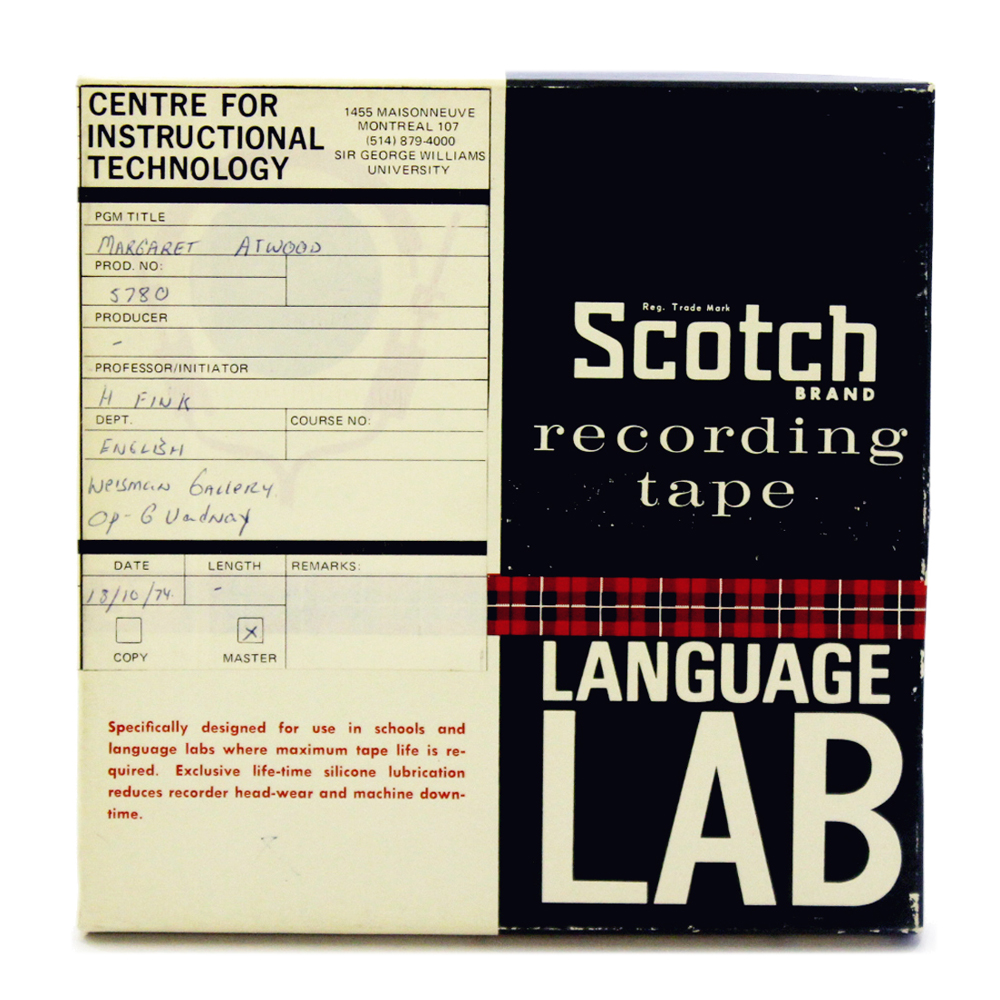 CENTRE FOR
INSTRUCTIONAL
TECHNOLOGY
1455 MAISONNEUVE
MONTREAL 107
(514) 879-4000
SIR GEORGE WILLIAMS
UNIVERSITY
PGM TITLE
MARGARET ATWOOD
PROD. NO:
5780
PRODUCER
-
PROFESSOR/INITIATOR
H FINK
DEPT.
COURSE NO:
ENGLISH
Weisman Gallery
Op- G
DATE
LENGTH
REMARKS:
18/10/74.
-
x
COPY
MASTER
Specifically designed for use in schools and
language labs where maximum tape life is re-
quired. Exclusive life-time silicone lubrication
reduces recorder head-wear and machine down-
time.
Reg. Trade Mark
Scotch
BRAND
recording
tape
LANGUAGE
LAB